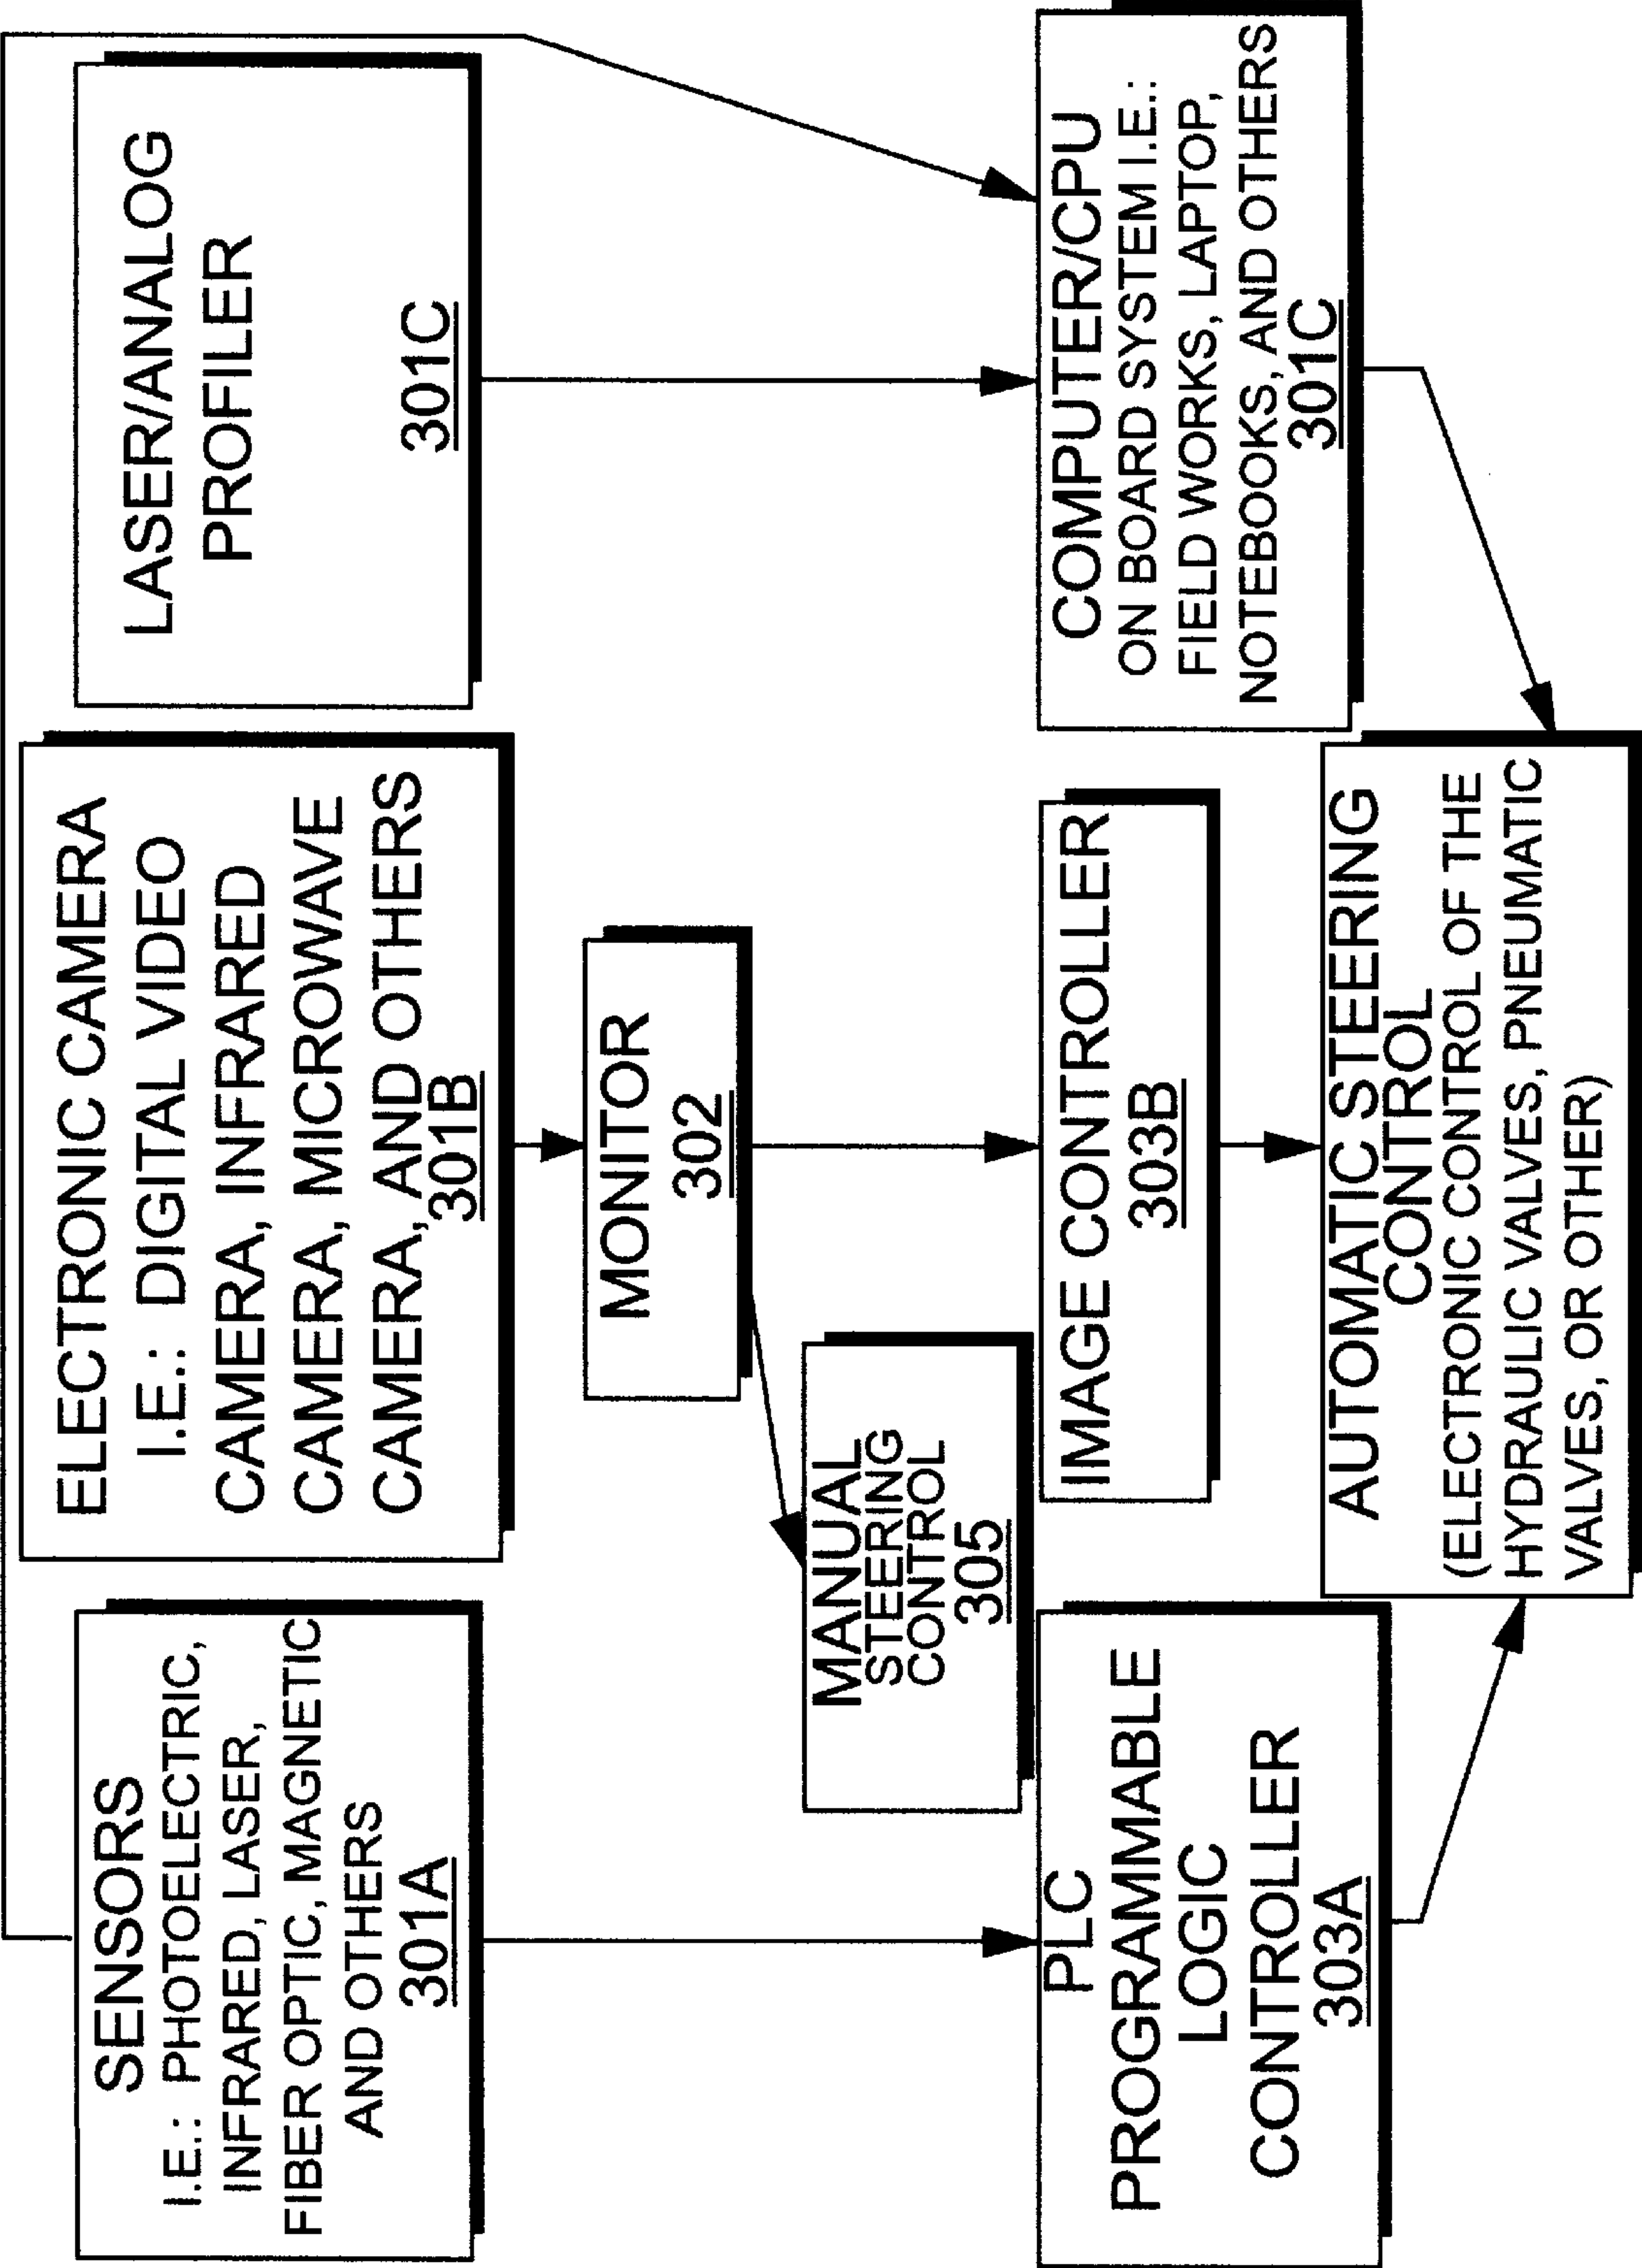 SENSORS
I.E.: PHOTOELECTRIC,
INFRARED, LASER,
FIBER OPTIC, MAGNETIC
AND OTHERS
301A
ELECTRONIC CAMERA
I.E.: DIGITAL VIDEO
CAMERA, INFRARED
CAMERA, MICROWAVE
CAMERA, AND OTHERS
301B
LASER/ANALOG
PROFILER
301C
MONITOR
302
MANUAL
STEERING
CONTROL
305
PLC
PROGRAMMABLE
LOGIC
CONTROLLER
303A
IMAGE CONTROLLER
303B
COMPUTER/CPU
ON BOARD SYSTEM I.E.:
FIELD WORKS, LAPTOP,
NOTEBOOKS, AND OTHERS
301C
AUTOMATIC STEERING
CONTROL
(ELECTRONIC CONTROL OF THE
HYDRAULIC VALVES, PNEUMATIC
VALVES, OR OTHER)